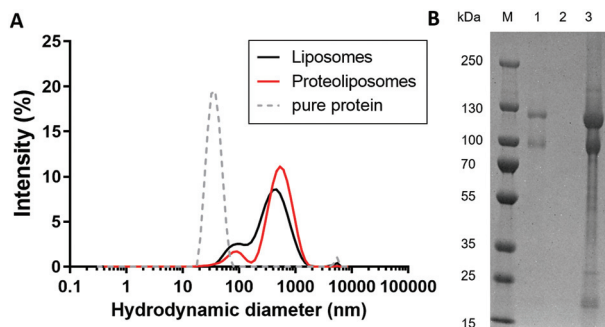 A
Intensity (%)
25
20
15
10
5
0
Liposomes
Proteoliposomes
pure protein
0.1 1 10 100 1000 10000 100000
Hydrodynamic diameter (nm)
B
kDa M 1 2 3
250
130
100
70
55
35
25
15